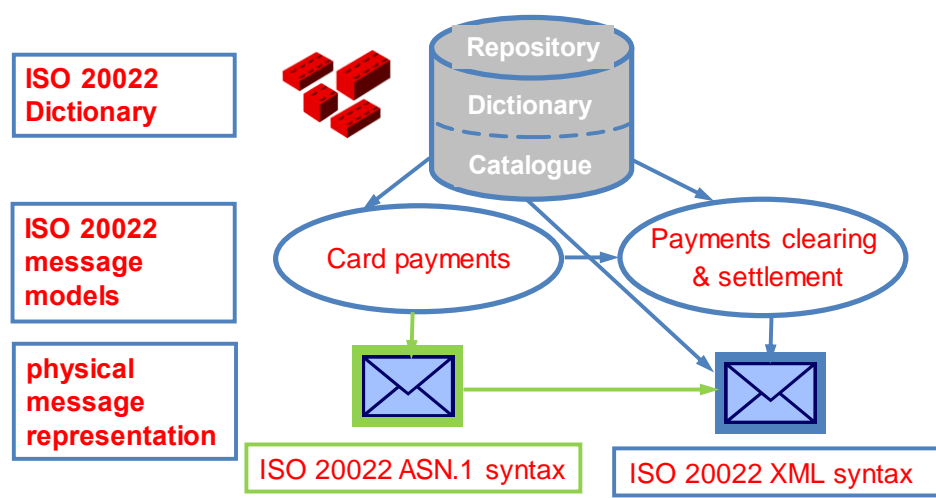 Repository
ISO 20022
Dictionary
Dictionary
Catalogue
ISO 20022
message
models
Card payments
Payments clearing
& settlement
physical
message
representation
ISO 20022 ASN.1 syntax
ISO 20022 XML syntax